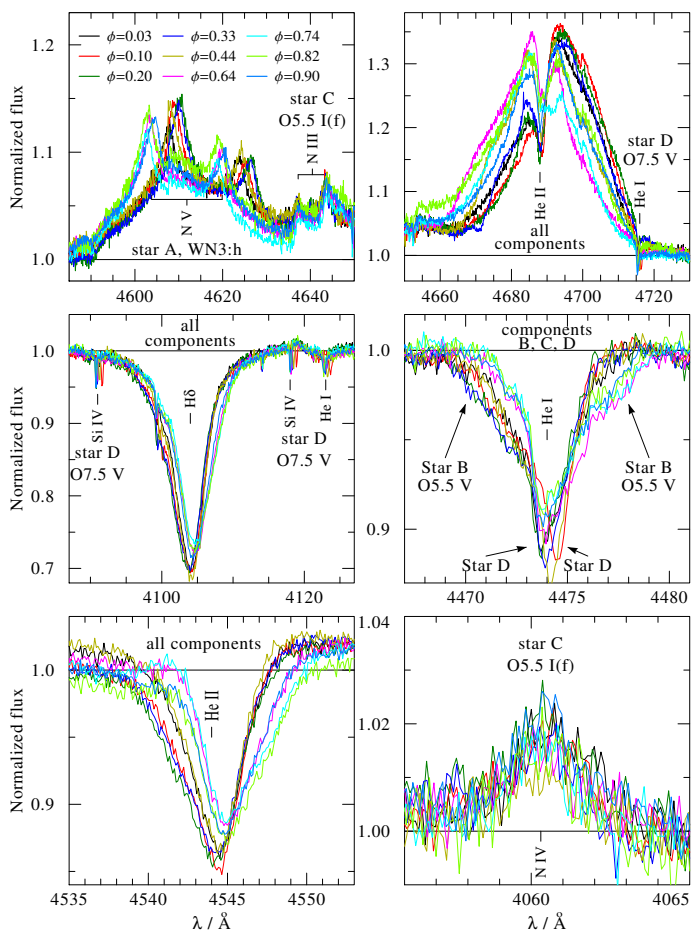 Normalized flux
1.2
1.1
1.0
ϕ=0.03
ϕ=0.33
ϕ=0.74
ϕ=0.10
ϕ=0.44
ϕ=0.82
ϕ=0.20
ϕ=0.64
ϕ=0.90
star C
O5.5 I(f)
N III
N V
star A, WN3:h
4600
4620
4640
1.3
1.2
1.1
1.0
star D
O7.5 V
He II
He I
all
components
4660
4680
4700
4720
Normalized flux
1.0
0.9
0.8
0.7
all
components
Si IV
Hδ
Si IV
He I
star D
O7.5 V
star D
O7.5 V
4100
4120
1.0
0.9
components
B, C, D
He I
Star B
O5.5 V
Star B
O5.5 V
Star D
Star D
4470
4475
4480
Normalized flux
1.0
0.9
all components
He II
4535
4540
4545
4550
λ / Å
1.04
1.02
1.00
star C
O5.5 I(f)
N IV
4060
4065
λ / Å